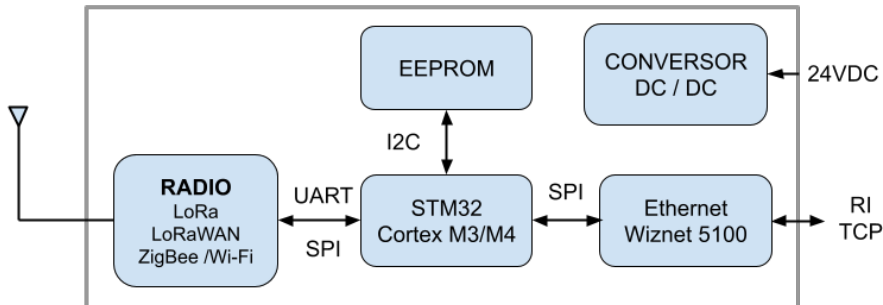 EEPROM
CONVERSOR
DC / DC
24VDC
I2C
RADIO
LoRa
LoRaWAN
ZigBee /Wi-Fi
UART
SPI
STM32
Cortex M3/M4
SPI
Ethernet
Wiznet 5100
RI
TCP